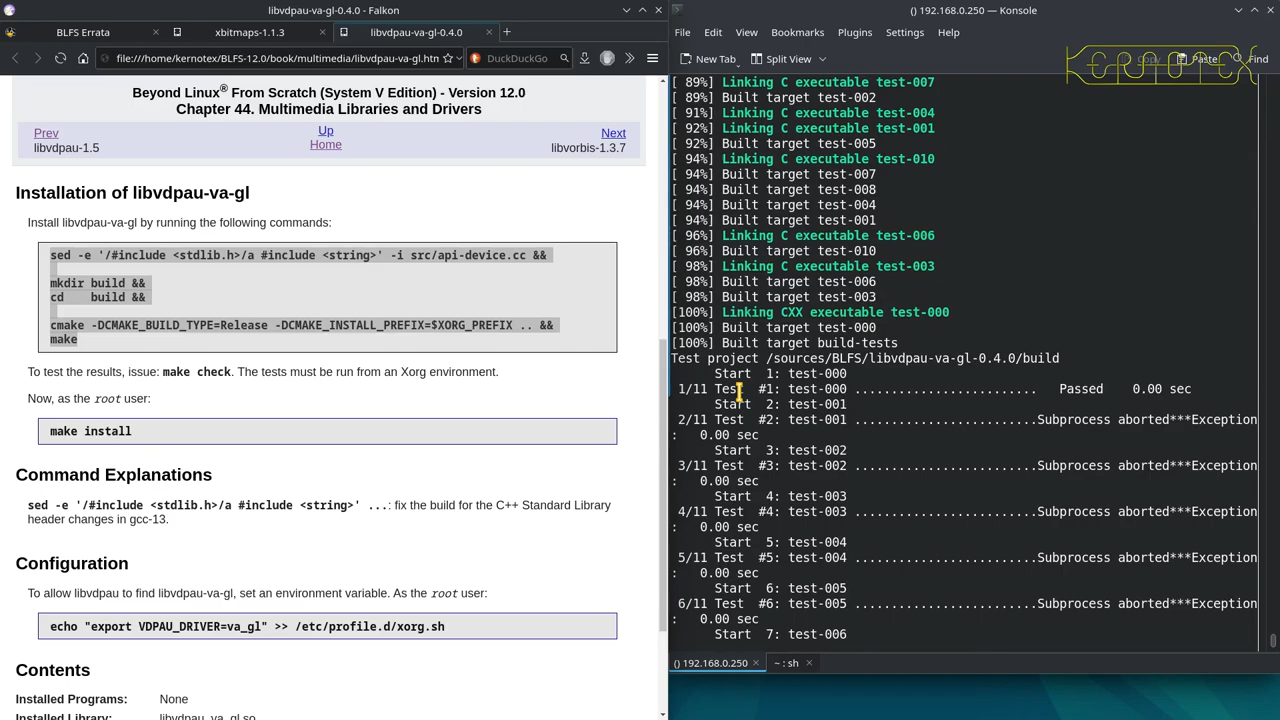 libvdpau-va-gl-0.4.0 - Falkon
BLFS Errata
xbitmaps-1.1.3
libvdpau-va-gl-0.4.0
file:///home/kernotex/BLFS-12.0/book/multimedia/libvdpau-va-gl.htm
DuckDuckGo
Beyond Linux® From Scratch (System V Edition) - Version 12.0
Chapter 44. Multimedia Libraries and Drivers
Prev
Up
Next
libvdpau-1.5
Home
libvorbis-1.3.7
Installation of libvdpau-va-gl
Install libvdpau-va-gl by running the following commands:
sed -e '/#include <stdlib.h>/a #include <string>' -i src/api-device.cc &&
mkdir build &&
cd    build &&
cmake -DCMAKE_BUILD_TYPE=Release -DCMAKE_INSTALL_PREFIX=$XORG_PREFIX .. &&
make
To test the results, issue: make check. The tests must be run from an Xorg environment.
Now, as the root user:
make install
Command Explanations
sed -e '/#include <stdlib.h>/a #include <string>' ...: fix the build for the C++ Standard Library
header changes in gcc-13.
Configuration
To allow libvdpau to find libvdpau-va-gl, set an environment variable. As the root user:
echo "export VDPAU_DRIVER=va_gl" >> /etc/profile.d/xorg.sh
Contents
Installed Programs: None
Installed Library: libvdpau_va_gl.so
() 192.168.0.250 — Konsole
File Edit View Bookmarks Plugins Settings Help
New Tab Split View Copy Paste Find
KERNOTEX
[ 89%] Linking C executable test-007
[ 89%] Built target test-002
[ 91%] Linking C executable test-004
[ 92%] Linking C executable test-001
[ 92%] Built target test-005
[ 94%] Linking C executable test-010
[ 94%] Built target test-007
[ 94%] Built target test-008
[ 94%] Built target test-004
[ 94%] Built target test-001
[ 96%] Linking C executable test-006
[ 96%] Built target test-010
[ 98%] Linking C executable test-003
[ 98%] Built target test-006
[ 98%] Built target test-003
[100%] Linking CXX executable test-000
[100%] Built target test-000
[100%] Built target build-tests
Test project /sources/BLFS/libvdpau-va-gl-0.4.0/build
Start  1: test-000
1/11 Test  #1: test-000 .........................   Passed    0.00 sec
Start  2: test-001
2/11 Test  #2: test-001 .........................Subprocess aborted***Exception
:   0.00 sec
Start  3: test-002
3/11 Test  #3: test-002 .........................Subprocess aborted***Exception
:   0.00 sec
Start  4: test-003
4/11 Test  #4: test-003 .........................Subprocess aborted***Exception
:   0.00 sec
Start  5: test-004
5/11 Test  #5: test-004 .........................Subprocess aborted***Exception
:   0.00 sec
Start  6: test-005
6/11 Test  #6: test-005 .........................Subprocess aborted***Exception
:   0.00 sec
Start  7: test-006
() 192.168.0.250
~ : sh